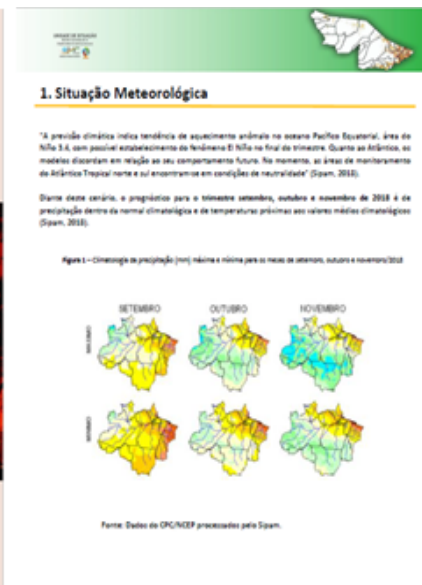 UNIDADE DE SITUAÇÃO
1. Situação Meteorológica
"A previsão climática indica tendência de aquecimento anômalo no oceano Pacífico Equatorial, área do
Niño 3.4, com possível estabelecimento do fenômeno El Niño no final do trimestre. Quanto ao Atlântico, os
modelos discordam em relação ao seu comportamento futuro. No momento, as áreas de monitoramento
do Atlântico Tropical norte e sul encontram-se em condições de neutralidade" (Sipam, 2018).
Diante deste cenário, o prognóstico para o trimestre setembro, outubro e novembro de 2018 é de
precipitação dentro da normal climatológica e de temperaturas próximas aos valores médios climatológicos
(Sipam, 2018).
Figura 1 – Climatologia de precipitação (mm) máxima e mínima para os meses de setembro, outubro e novembro/2018
SETEMBRO OUTUBRO NOVEMBRO
MÁXIMO
MÍNIMO
Fonte: Dados do CPC/NCEP processados pelo Sipam.